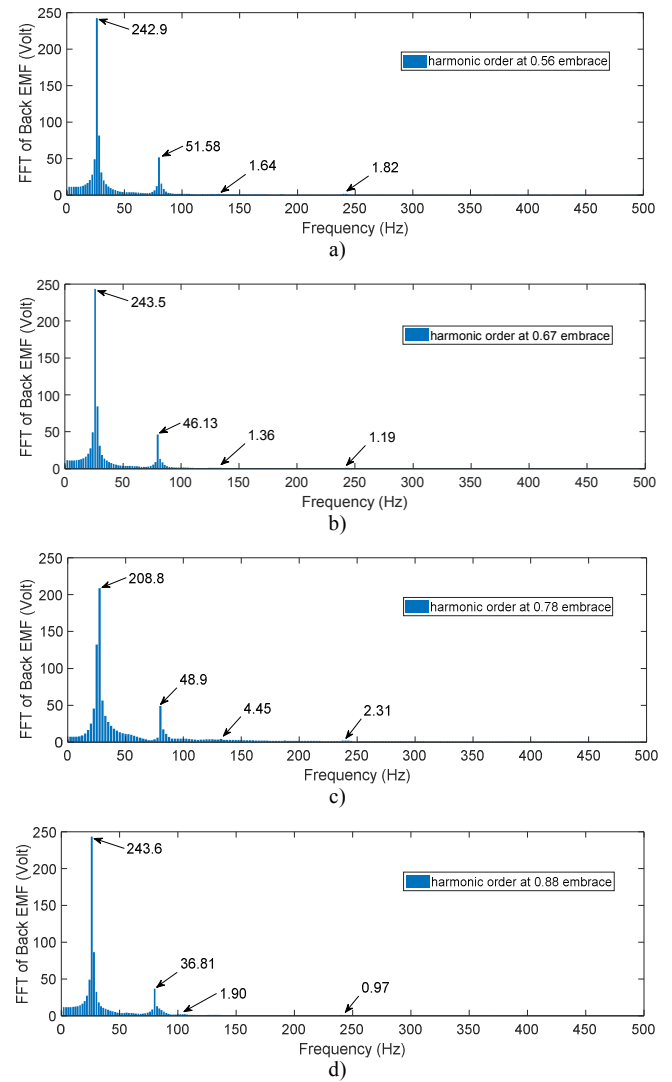 250
200
150
100
50
0
FFT of Back EMF (Volt)
242.9
51.58
1.64
1.82
harmonic order at 0.56 embrace
0 50 100 150 200 250 300 350 400 450 500
Frequency (Hz)
a)
250
200
150
100
50
0
FFT of Back EMF (Volt)
243.5
46.13
1.36
1.19
harmonic order at 0.67 embrace
0 50 100 150 200 250 300 350 400 450 500
Frequency (Hz)
b)
250
200
150
100
50
0
FFT of Back EMF (Volt)
208.8
48.9
4.45
2.31
harmonic order at 0.78 embrace
0 50 100 150 200 250 300 350 400 450 500
Frequency (Hz)
c)
250
200
150
100
50
0
FFT of Back EMF (Volt)
243.6
36.81
1.90
0.97
harmonic order at 0.88 embrace
0 50 100 150 200 250 300 350 400 450 500
Frequency (Hz)
d)